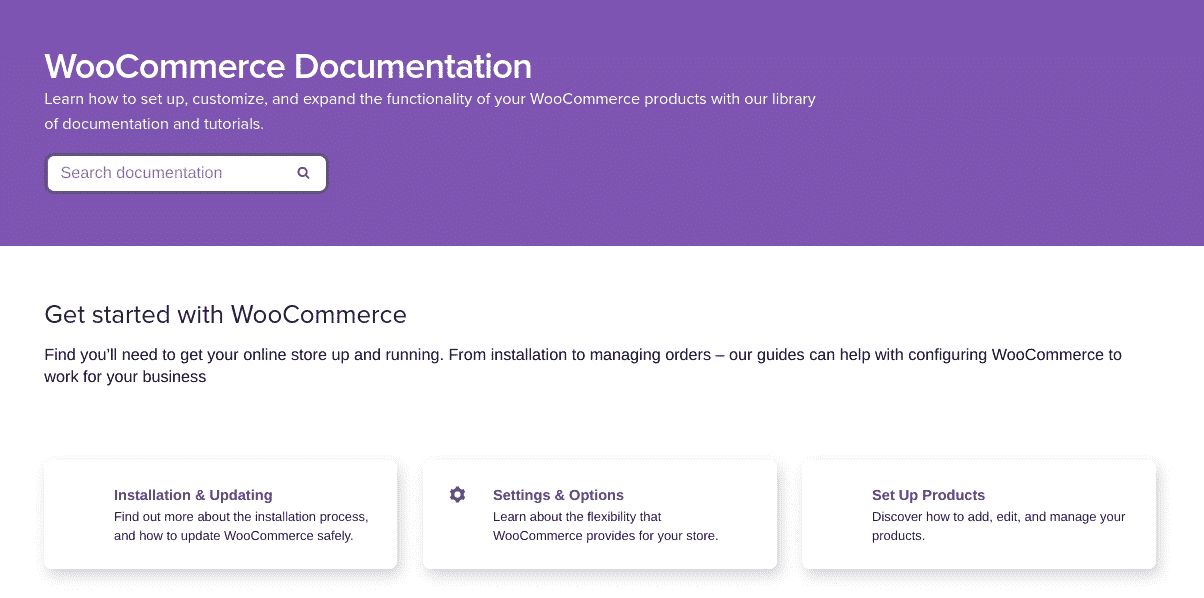 WooCommerce Documentation
Learn how to set up, customize, and expand the functionality of your WooCommerce products with our library
of documentation and tutorials.
Search documentation
Get started with WooCommerce
Find you’ll need to get your online store up and running. From installation to managing orders – our guides can help with configuring WooCommerce to
work for your business
Installation & Updating
Find out more about the installation process,
and how to update WooCommerce safely.
Settings & Options
Learn about the flexibility that
WooCommerce provides for your store.
Set Up Products
Discover how to add, edit, and manage your
products.